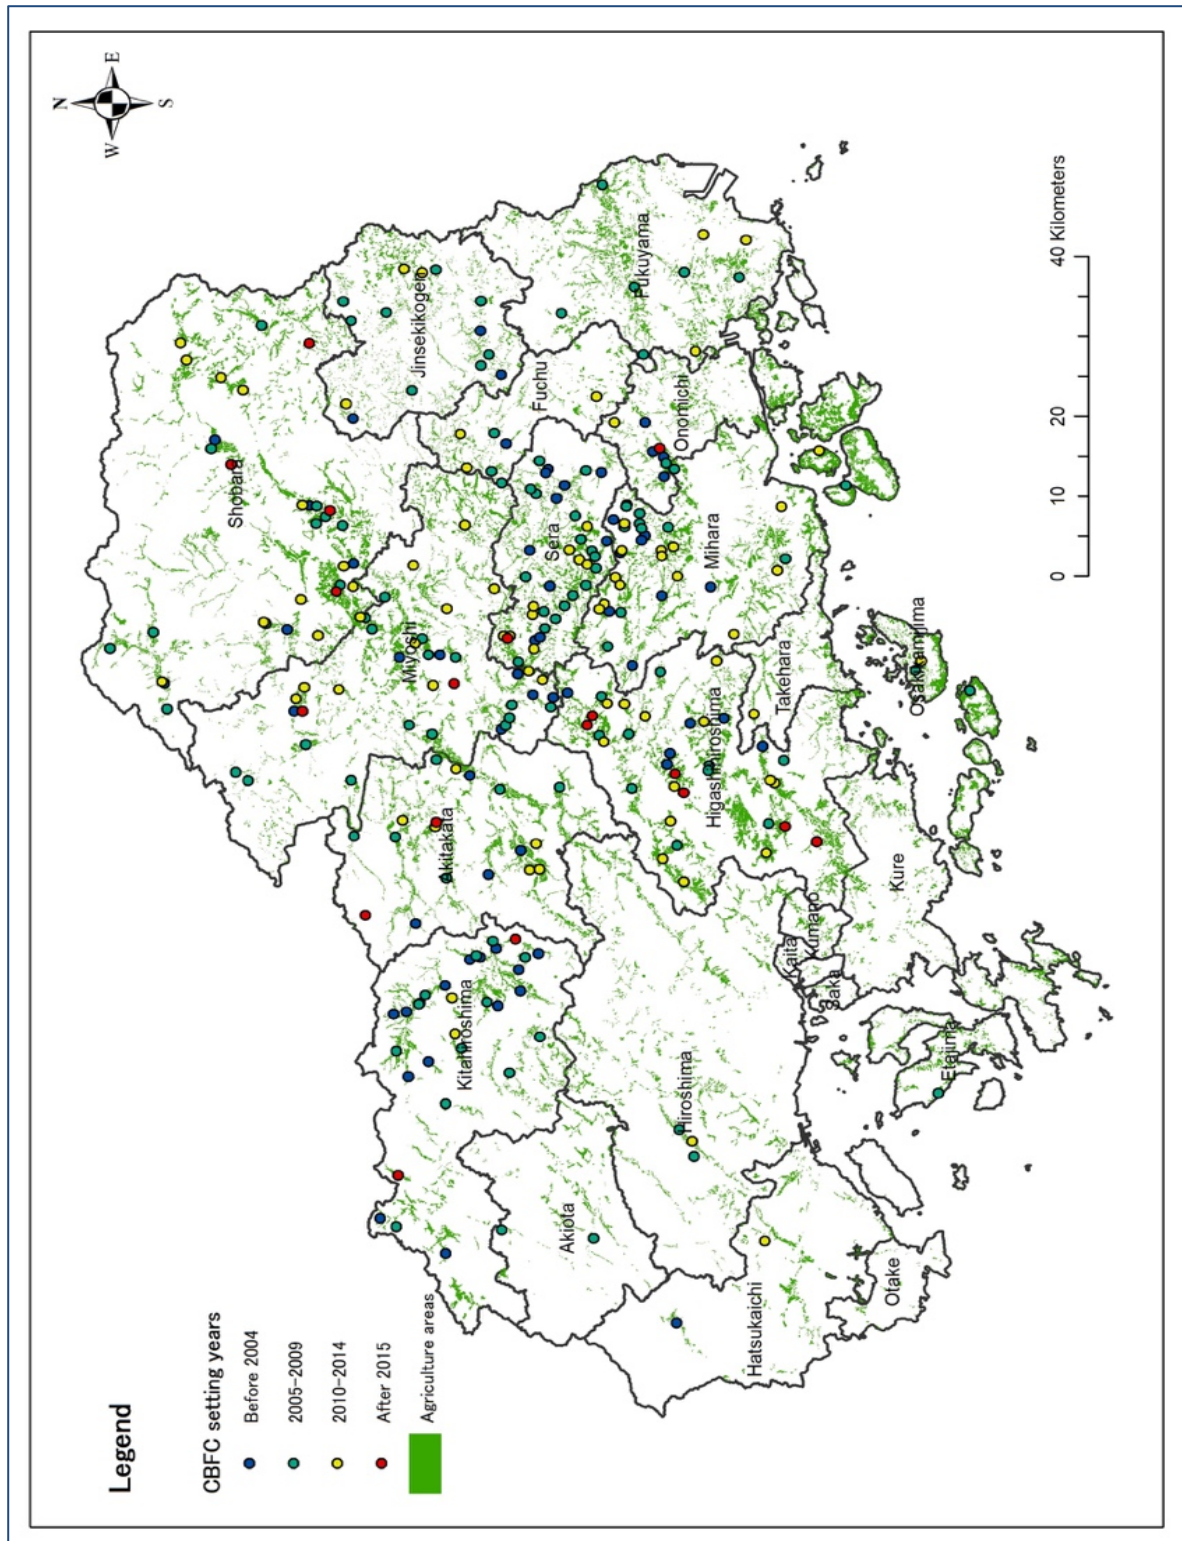 Legend
CBFC setting years
Before 2004
2005-2009
2010-2014
After 2015
Agriculture areas
N
W
E
S
Shobara
Jinsekikogen
Miyoshi
Fuchu
Fukuyama
Sera
Onomichi
Akitakata
Kitahiroshima
Mihara
Higashihiroshima
Takehara
Akiota
Hiroshima
Kaita
Kumano
Saka
Kure
Osakikamijima
Hatsukaichi
Otake
Etajima
0
10
20
40 Kilometers